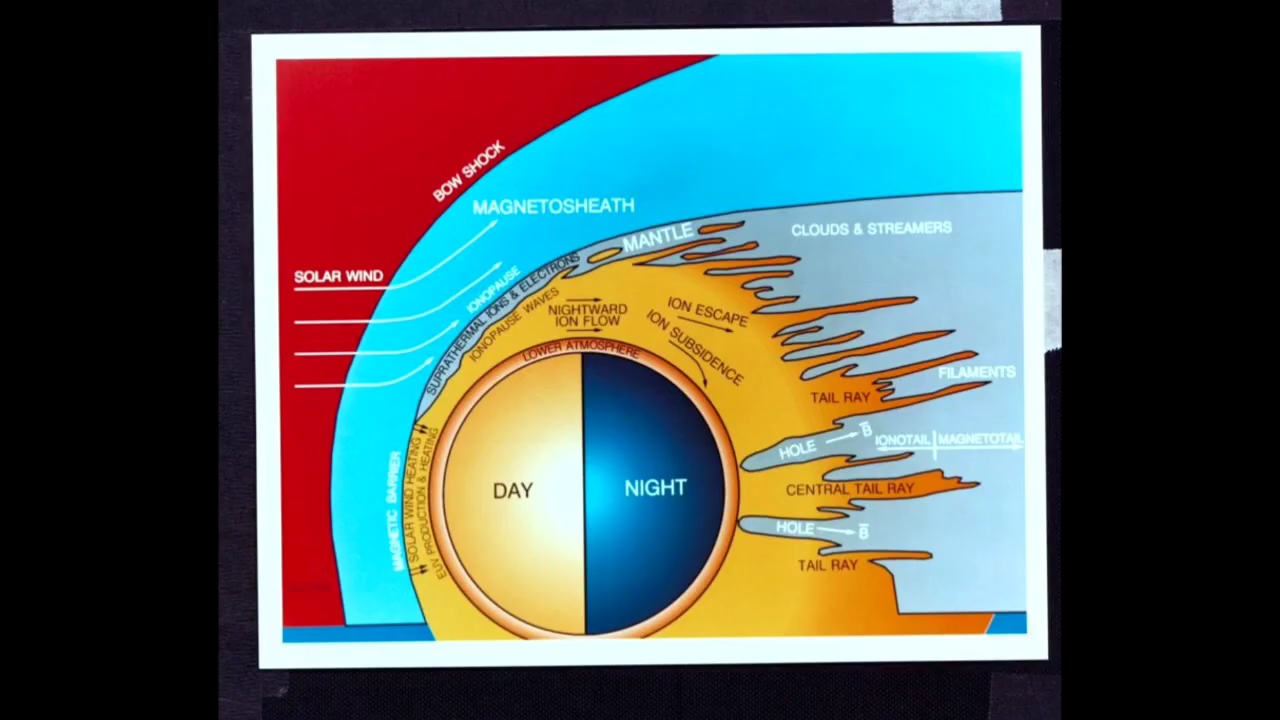 BOW SHOCK
MAGNETOSHEATH
SOLAR WIND
MANTLE
CLOUDS & STREAMERS
IONOPAUSE
SUPRATHERMAL IONS & ELECTRONS
IONOPAUSE WAVES
NIGHTWARD
ION FLOW
ION ESCAPE
ION SUBSIDENCE
LOWER ATMOSPHERE
FILAMENTS
TAIL RAY
HOLE B̅
IONOTAIL MAGNETOTAIL
MAGNETIC BARRIER
SOLAR WIND HEATING
EUV PRODUCTION & HEATING
DAY
NIGHT
CENTRAL TAIL RAY
HOLE B̅
TAIL RAY